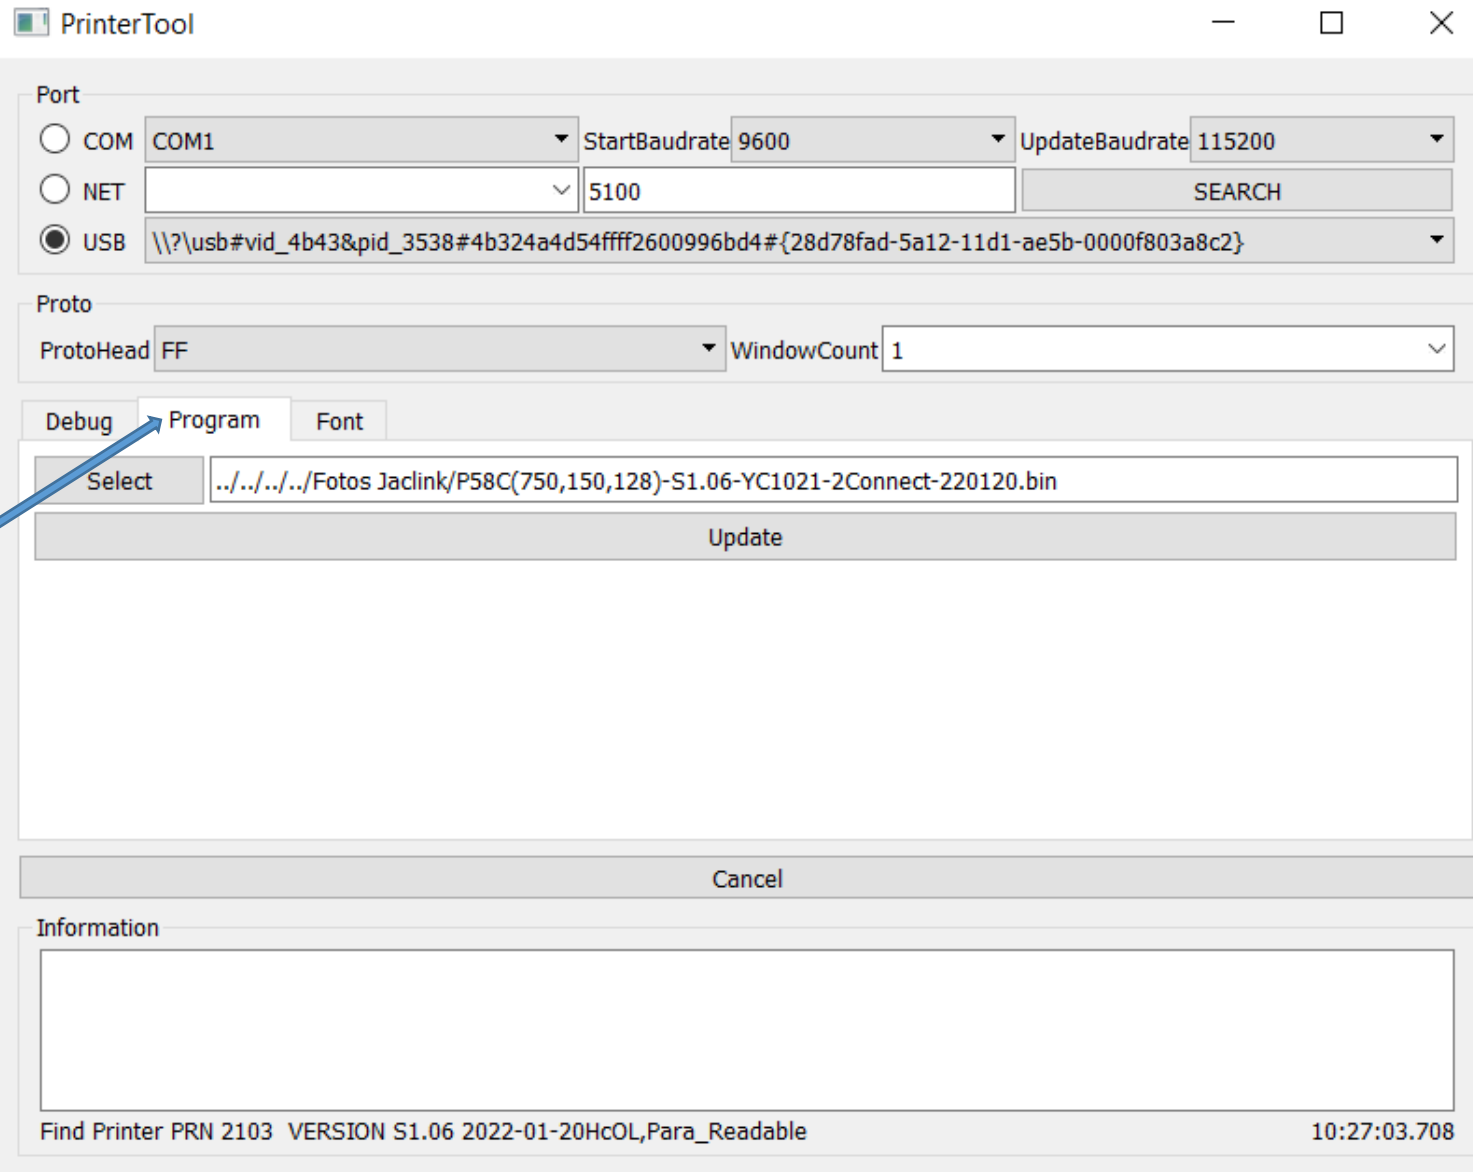 PrinterTool
Port
COM COM1 StartBaudrate 9600 UpdateBaudrate 115200
NET 5100 SEARCH
USB \\?\usb#vid_4b43&pid_3538#4b324a4d54ffff2600996bd4#{28d78fad-5a12-11d1-ae5b-0000f803a8c2}
Proto
ProtoHead FF WindowCount 1
Debug Program Font
Select ../../../../Fotos Jaclink/P58C(750,150,128)-S1.06-YC1021-2Connect-220120.bin
Update
Cancel
Information
Find Printer PRN 2103  VERSION S1.06 2022-01-20HcOL,Para_Readable 10:27:03.708